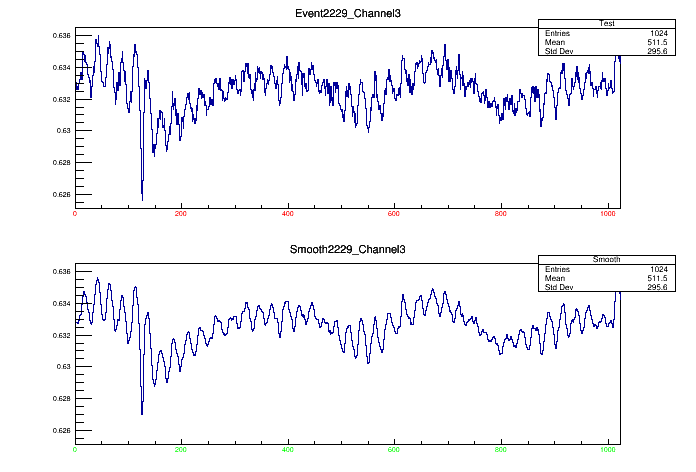 Event2229_Channel3
Test
Entries 1024
Mean 511.5
Std Dev 295.6
0.636
0.634
0.632
0.63
0.628
0.626
0 200 400 600 800 1000
Smooth2229_Channel3
Smooth
Entries 1024
Mean 511.5
Std Dev 295.6
0.636
0.634
0.632
0.63
0.628
0.626
0 200 400 600 800 1000